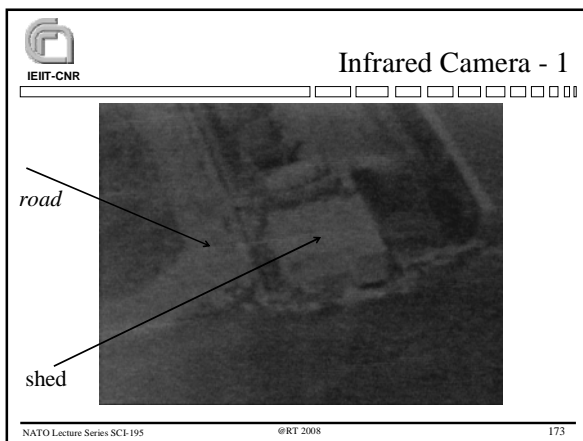 IEIIT-CNR
Infrared Camera - 1
road
shed
NATO Lecture Series SCI-195 @RT 2008 173